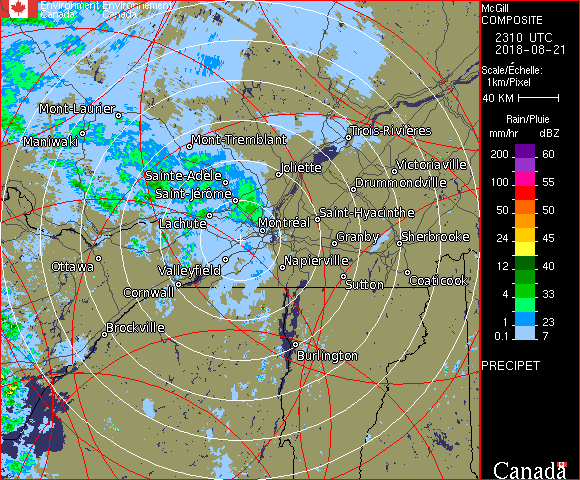 Environment Environnement
Canada Canada
McGill
COMPOSITE
2310 UTC
2018-08-21
Scale/Échelle:
1km/Pixel
40 KM
Rain/Pluie
mm/hr dBZ
200 60
100 55
50 50
24 45
12 40
4 33
1 23
0.1 7
PRECIPET
Mont-Laurier
Maniwaki
Mont-Tremblant
Trois-Rivières
Joliette
Victoriaville
Sainte-Adèle
Drummondville
Saint-Jérôme
Lachute
Saint-Hyacinthe
Montréal
Granby
Sherbrooke
Ottawa
Valleyfield
Napierville
Cornwall
Sutton
Coaticook
Brockville
Burlington
Canada